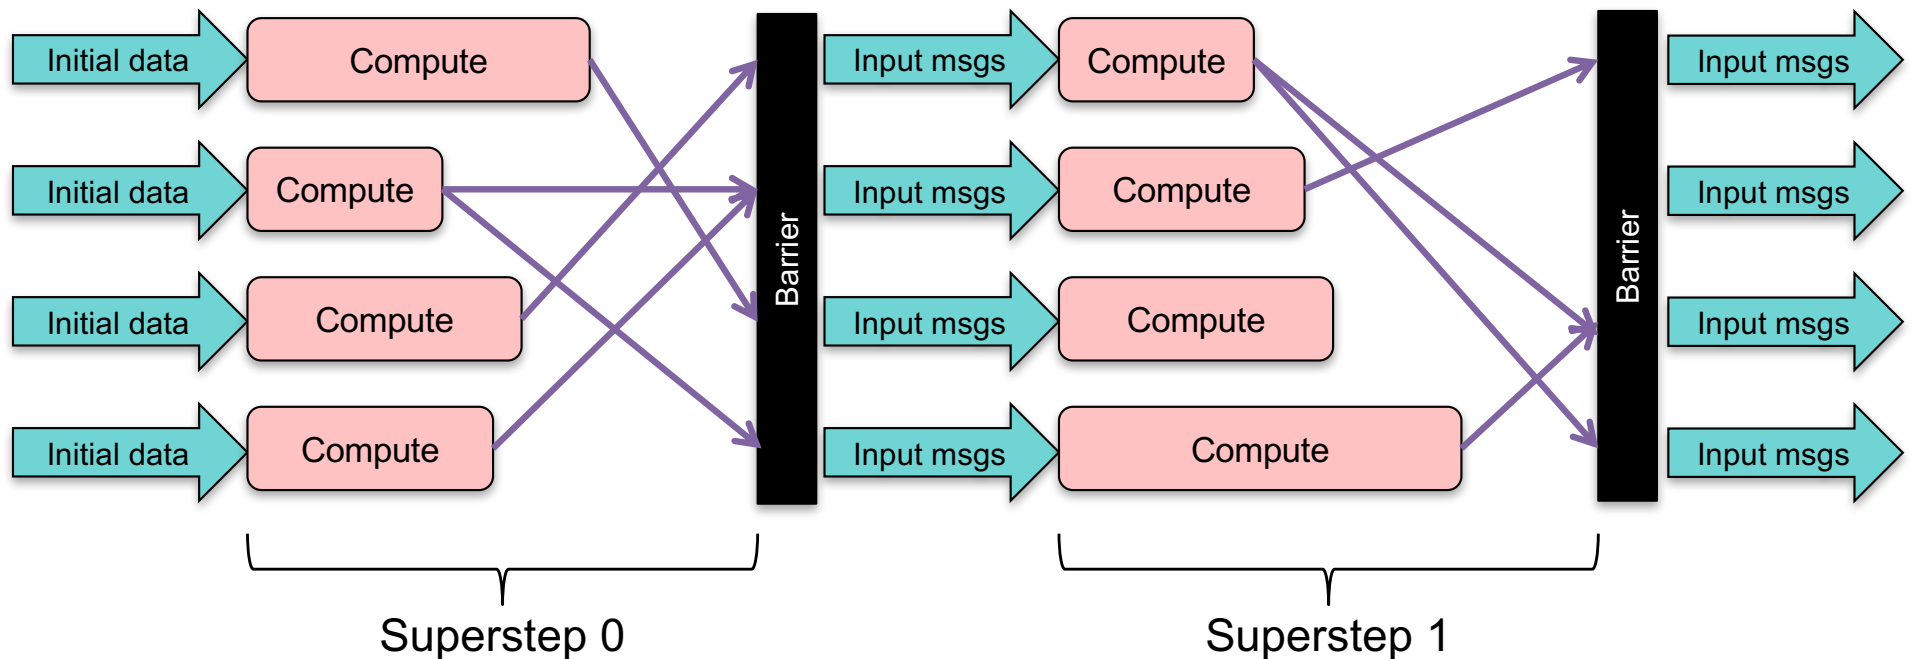 Initial data
Compute
Input msgs
Compute
Input msgs
Initial data
Compute
Input msgs
Compute
Input msgs
Barrier
Barrier
Initial data
Compute
Input msgs
Compute
Input msgs
Initial data
Compute
Input msgs
Compute
Input msgs
Superstep 0
Superstep 1